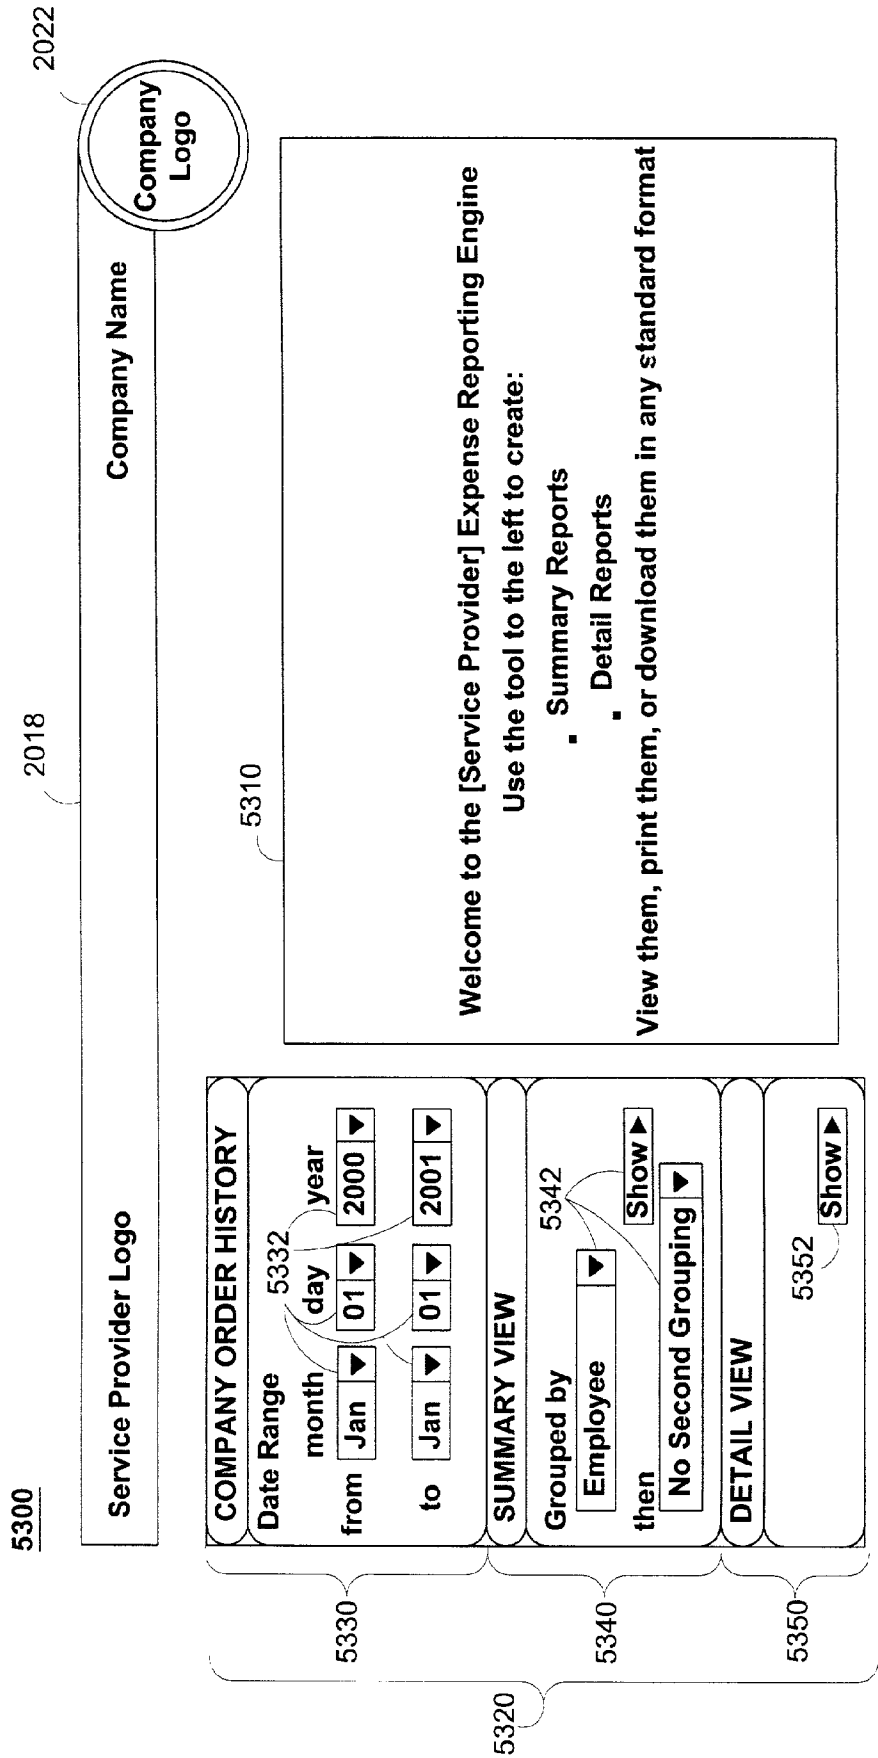 5300
2018
2022
Service Provider Logo
Company Name
Company
Logo
COMPANY ORDER HISTORY
Date Range
5332
month day year
from Jan ▼ 01 ▼ 2000 ▼
to Jan ▼ 01 ▼ 2001 ▼
SUMMARY VIEW
Grouped by
5342
Employee ▼
then
Show ►
No Second Grouping ▼
DETAIL VIEW
5352
Show ►
5310
Welcome to the [Service Provider] Expense Reporting Engine
Use the tool to the left to create:
▪ Summary Reports
▪ Detail Reports
View them, print them, or download them in any standard format
5330
5340
5350
5320